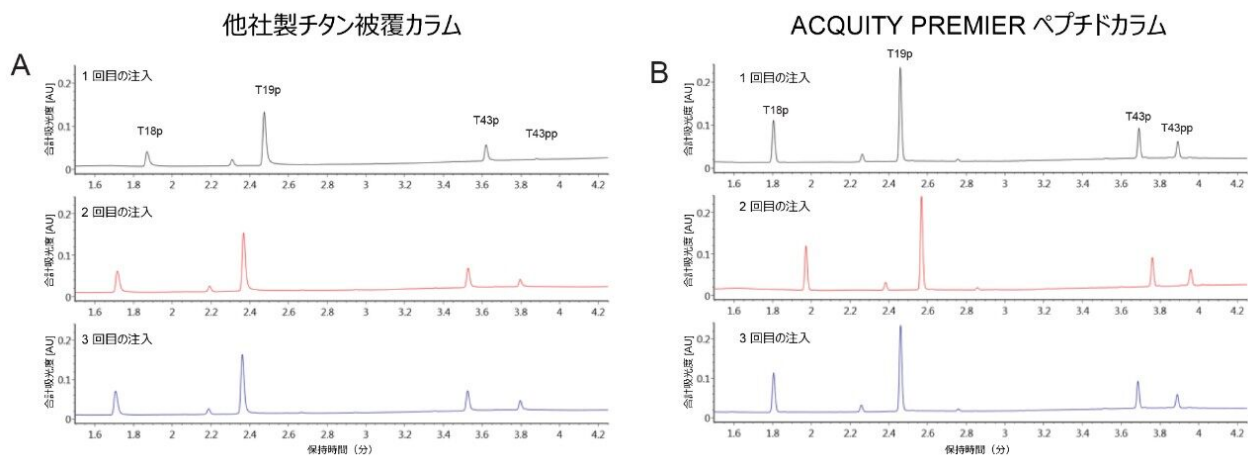 他社製チタン被覆カラム
A
1 回目の注入
合計吸光度 [AU]
0.2
0.1
0
T18p
T19p
T43p
T43pp
1.6 1.8 2 2.2 2.4 2.6 2.8 3 3.2 3.4 3.6 3.8 4 4.2
2 回目の注入
合計吸光度 [AU]
0.2
0.1
0
1.6 1.8 2 2.2 2.4 2.6 2.8 3 3.2 3.4 3.6 3.8 4 4.2
3 回目の注入
合計吸光度 [AU]
0.2
0.1
0
1.6 1.8 2 2.2 2.4 2.6 2.8 3 3.2 3.4 3.6 3.8 4 4.2
保持時間（分）
ACQUITY PREMIER ペプチドカラム
B
1 回目の注入
合計吸光度 [AU]
0.2
0.1
0
T18p
T19p
T43p
T43pp
1.6 1.8 2 2.2 2.4 2.6 2.8 3 3.2 3.4 3.6 3.8 4 4.2
2 回目の注入
合計吸光度 [AU]
0.2
0.1
0
1.6 1.8 2 2.2 2.4 2.6 2.8 3 3.2 3.4 3.6 3.8 4 4.2
3 回目の注入
合計吸光度 [AU]
0.2
0.1
0
1.6 1.8 2 2.2 2.4 2.6 2.8 3 3.2 3.4 3.6 3.8 4 4.2
保持時間（分）